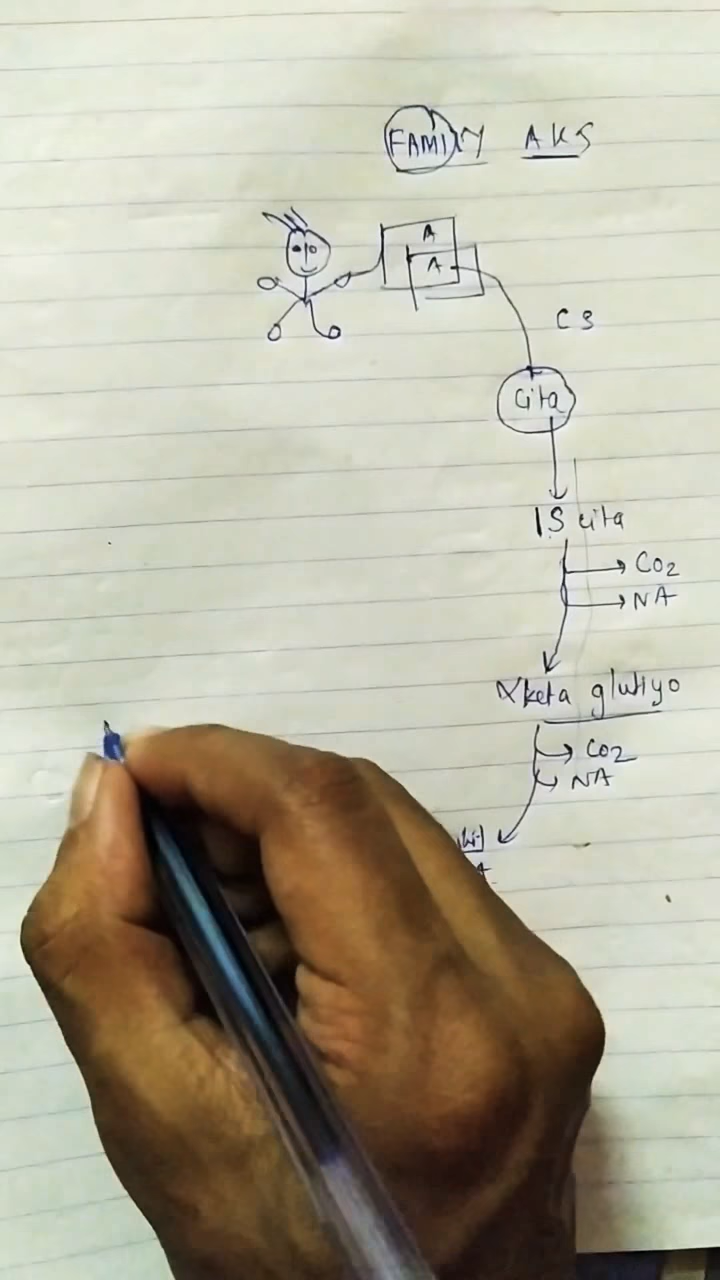 FAMILY AKS
A
A
CS
Cita
IS cita
→ CO2
→ NA
αketa glutiyo
→ CO2
→ NA